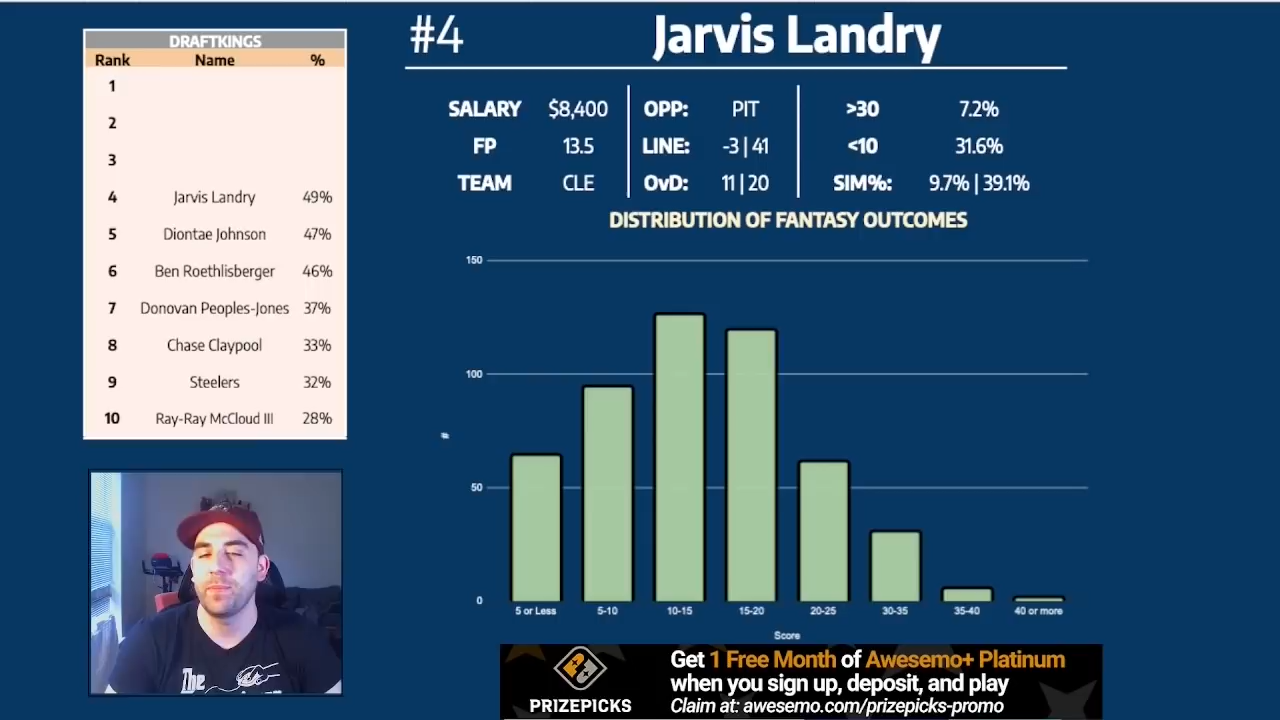 DRAFTKINGS
Rank Name %
1
2
3
4 Jarvis Landry 49%
5 Diontae Johnson 47%
6 Ben Roethlisberger 46%
7 Donovan Peoples-Jones 37%
8 Chase Claypool 33%
9 Steelers 32%
10 Ray-Ray McCloud III 28%
#4 Jarvis Landry
SALARY $8,400 OPP: PIT >30 7.2%
FP 13.5 LINE: -3 | 41 <10 31.6%
TEAM CLE OvD: 11 | 20 SIM%: 9.7% | 39.1%
DISTRIBUTION OF FANTASY OUTCOMES
150
100
50
0
#
5 or Less 5-10 10-15 15-20 20-25 30-35 35-40 40 or more
Score
The
PRIZEPICKS
Get 1 Free Month of Awesemo+ Platinum
when you sign up, deposit, and play
Claim at: awesemo.com/prizepicks-promo